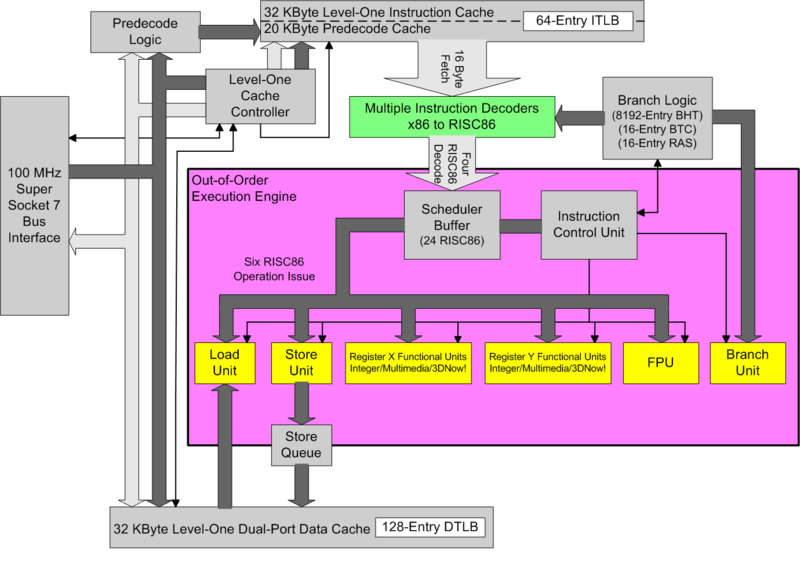 32 KByte Level-One Instruction Cache
20 KByte Predecode Cache
64-Entry ITLB
Predecode
Logic
Level-One
Cache
Controller
16 Byte
Fetch
Multiple Instruction Decoders
x86 to RISC86
Branch Logic
(8192-Entry BHT)
(16-Entry BTC)
(16-Entry RAS)
100 MHz
Super
Socket 7
Bus
Interface
Four
RISC86
Decode
Out-of-Order
Execution Engine
Scheduler
Buffer
(24 RISC86)
Instruction
Control Unit
Six RISC86
Operation Issue
Load
Unit
Store
Unit
Register X Functional Units
Integer/Multimedia/3DNow!
Register Y Functional Units
Integer/Multimedia/3DNow!
FPU
Branch
Unit
Store
Queue
32 KByte Level-One Dual-Port Data Cache
128-Entry DTLB